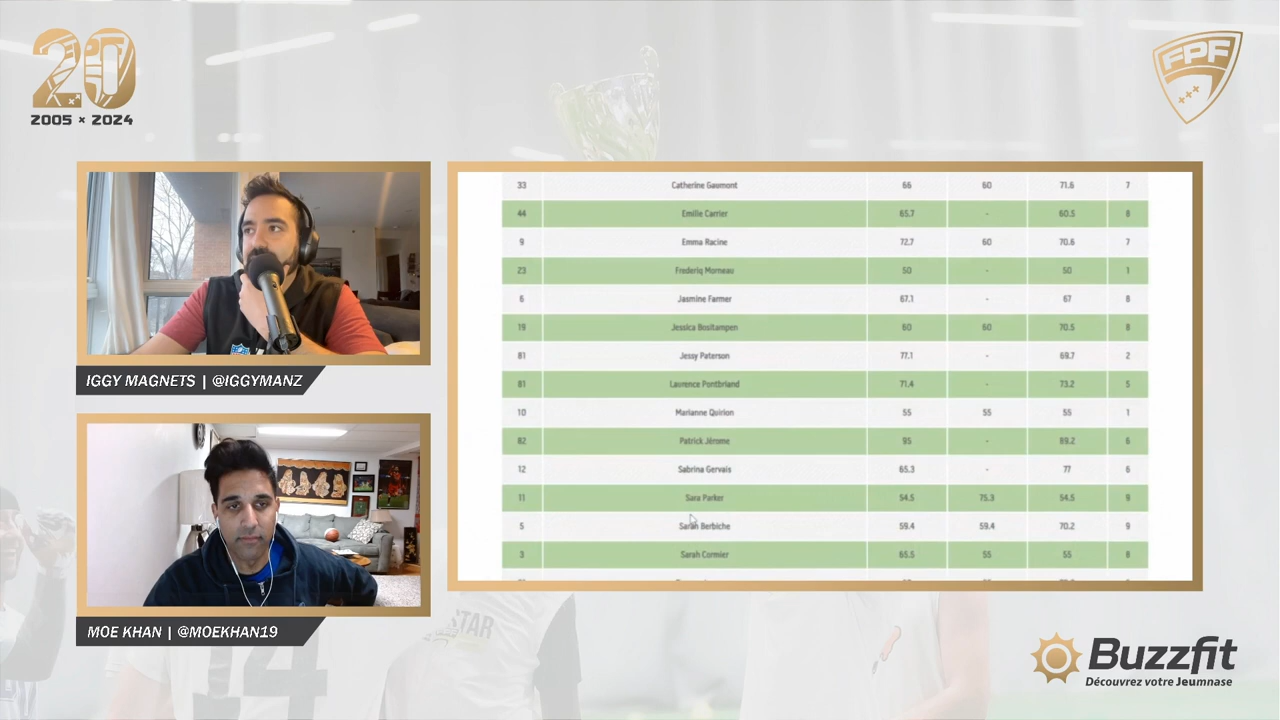 20
2005 × 2024
FPF
33 Catherine Gaumont 66 60 71.6 7
44 Emilie Carrier 65.7 - 60.5 8
9 Emma Racine 72.7 60 70.6 7
23 Frederiq Morneau 50 - 50 1
6 Jasmine Farmer 67.1 - 67 8
19 Jessica Bositampen 60 60 70.5 8
81 Jessy Paterson 77.1 - 69.7 2
81 Laurence Pontbriand 71.4 - 73.2 5
10 Marianne Quirion 55 55 55 1
82 Patrick Jérome 95 - 89.2 6
12 Sabrina Gervais 65.3 - 77 6
11 Sara Parker 54.5 75.3 54.5 9
5 Sarah Berbiche 59.4 59.4 70.2 9
3 Sarah Cormier 65.5 55 55 8
IGGY MAGNETS | @IGGYMANZ
MOE KHAN | @MOEKHAN19
STAR
14
Buzzfit
Découvrez votre Jeumnase